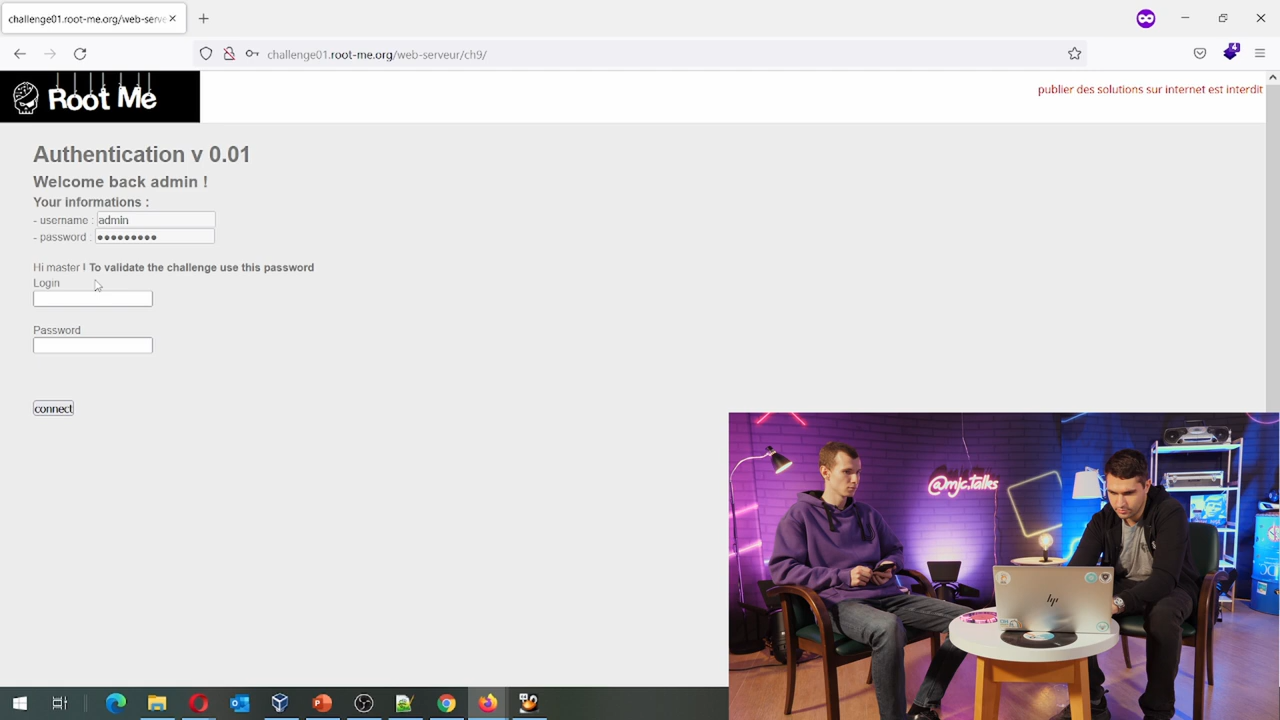 challenge01.root-me.org/web-serve
challenge01.root-me.org/web-serveur/ch9/
Root Me
publier des solutions sur internet est interdit
Authentication v 0.01
Welcome back admin !
Your informations :
- username : admin
- password : •••••••••
Hi master ! To validate the challenge use this password
Login
Password
connect
@mjc.talks
hp